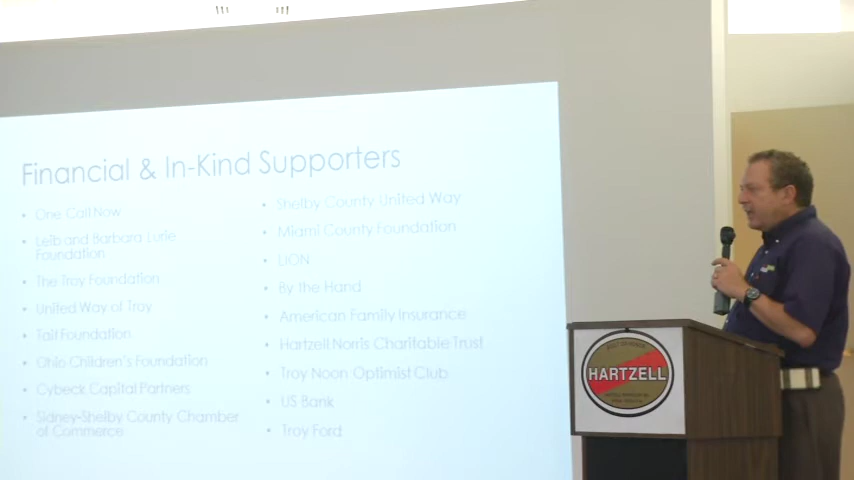 Financial & In-Kind Supporters
• One Call Now
• Leib and Barbara Lurie
Foundation
• The Troy Foundation
• United Way of Troy
• Tait Foundation
• Ohio Children's Foundation
• Cybeck Capital Partners
• Sidney-Shelby County Chamber
of Commerce
• Shelby County United Way
• Miami County Foundation
• LION
• By the Hand
• American Family Insurance
• Hartzell Norris Charitable Trust
• Troy Noon Optimist Club
• US Bank
• Troy Ford
HARTZELL